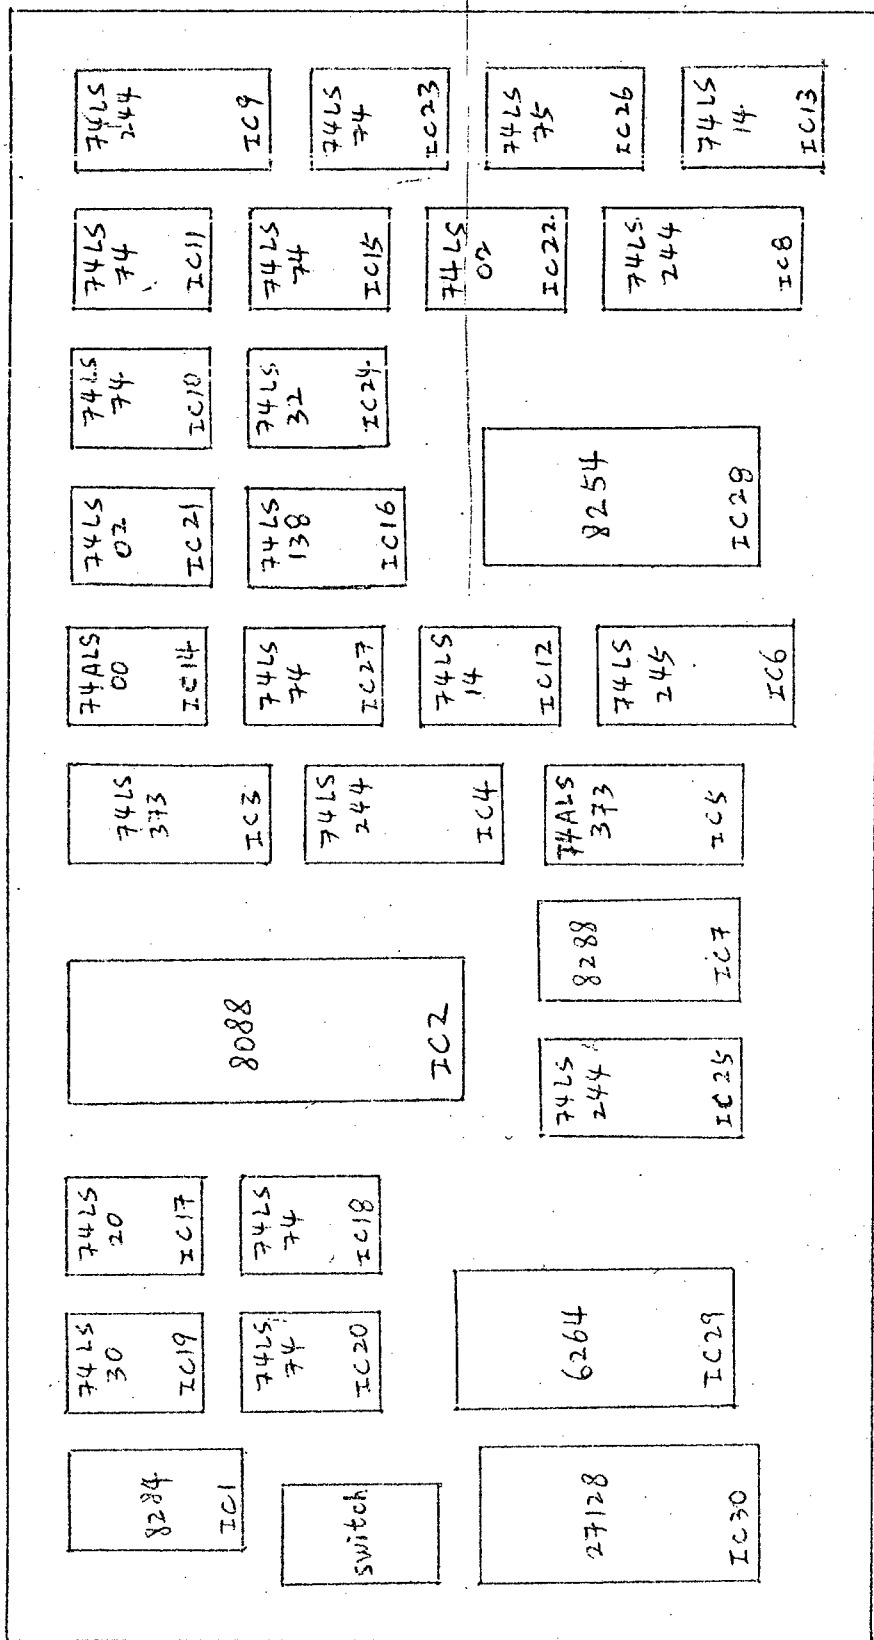 74LS
244
IC9
74LS
74
IC23
74LS
75
IC26
74LS
14
IC13
74LS
74
IC11
74LS
74
IC15
74LS
02
IC22
74LS
244
IC8
74LS
74
IC10
74LS
32
IC24
8254
IC28
74LS
02
IC21
74LS
138
IC16
74ALS
00
IC14
74LS
74
IC27
74LS
14
IC12
74LS
245
IC6
74LS
373
IC3
74LS
244
IC4
74ALS
373
IC5
8288
IC7
8088
IC2
74LS
244
IC25
74LS
20
IC17
74LS
74
IC18
6264
IC29
74LS
30
IC19
74LS
74
IC20
8284
IC1
switch
27128
IC30